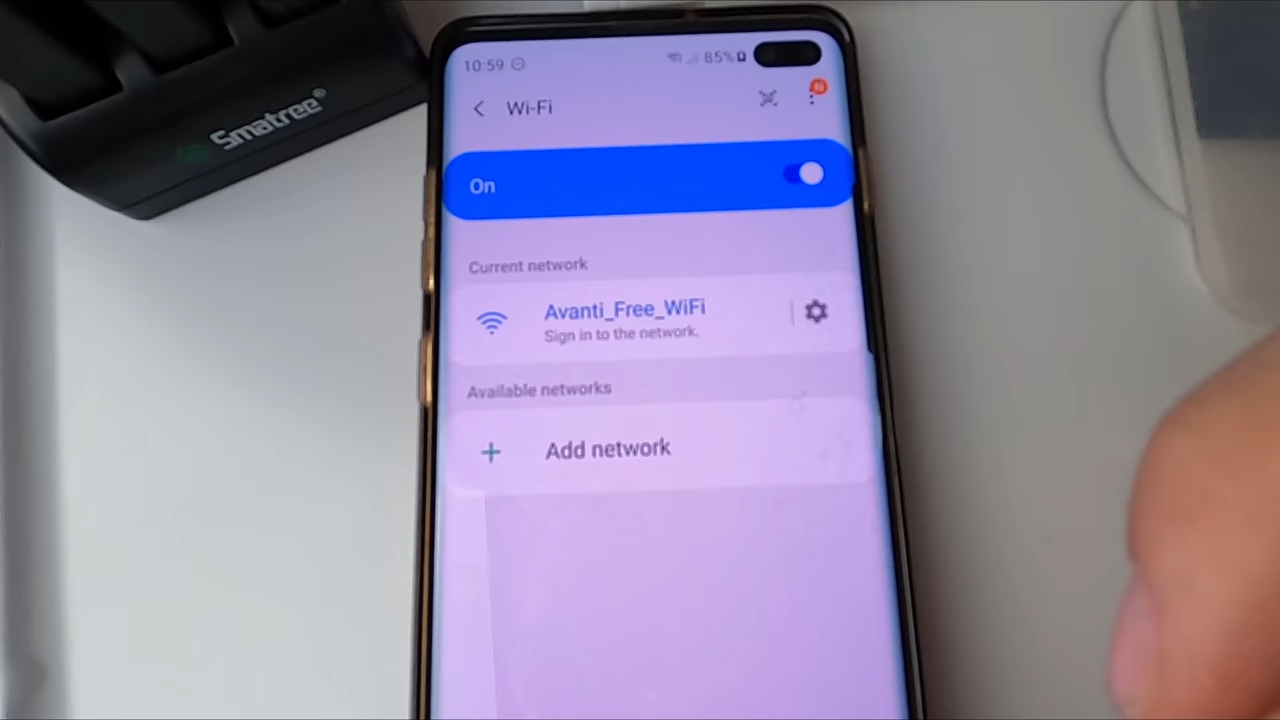 Smatree®
10:59
85%
Wi-Fi
On
Current network
Avanti_Free_WiFi
Sign in to the network.
Available networks
+ Add network